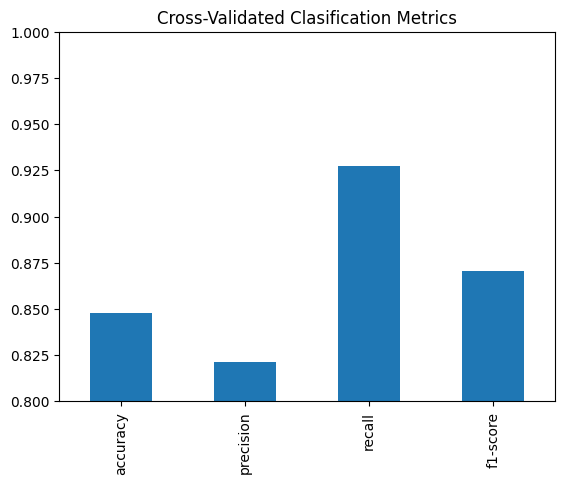 Cross-Validated Clasification Metrics
1.000
0.975
0.950
0.925
0.900
0.875
0.850
0.825
0.800
accuracy
precision
recall
f1-score